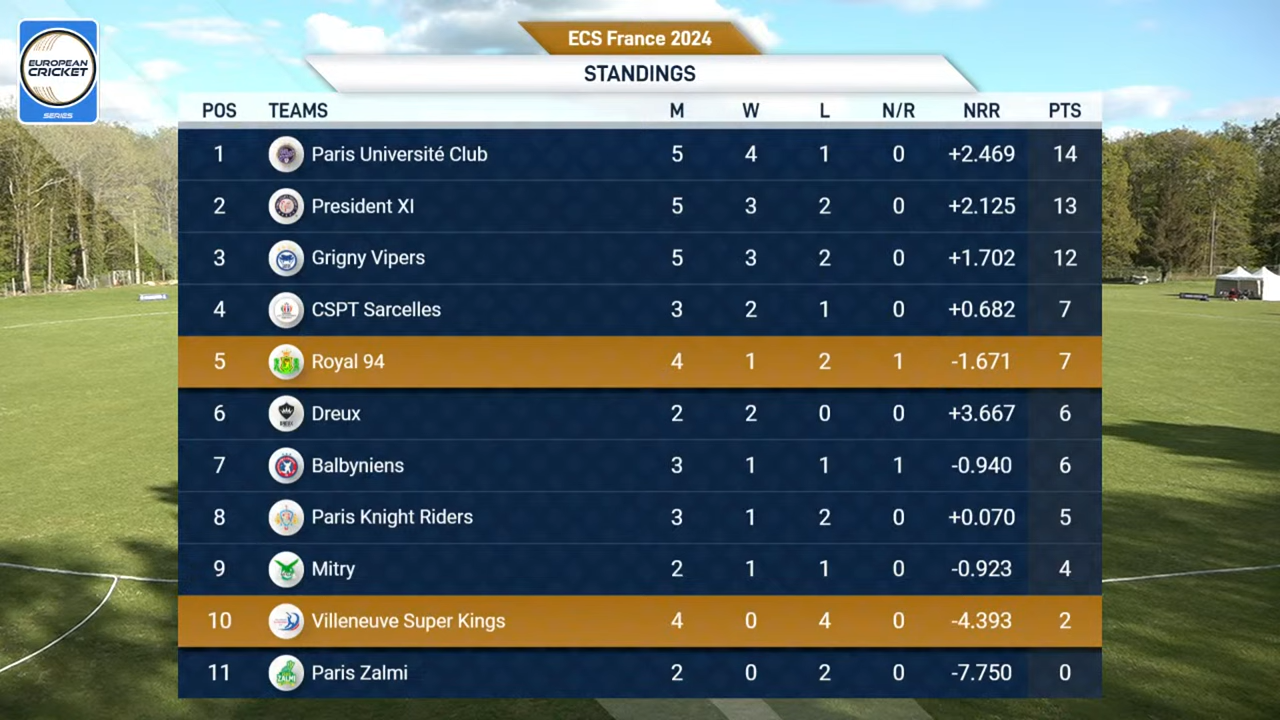 ECS France 2024
EUROPEAN
CRICKET
SERIES
STANDINGS
POS TEAMS M W L N/R NRR PTS
1 Paris Université Club 5 4 1 0 +2.469 14
2 President XI 5 3 2 0 +2.125 13
3 Grigny Vipers 5 3 2 0 +1.702 12
4 CSPT Sarcelles 3 2 1 0 +0.682 7
5 Royal 94 4 1 2 1 -1.671 7
6 Dreux 2 2 0 0 +3.667 6
7 Balbyniens 3 1 1 1 -0.940 6
8 Paris Knight Riders 3 1 2 0 +0.070 5
9 Mitry 2 1 1 0 -0.923 4
10 Villeneuve Super Kings 4 0 4 0 -4.393 2
11 ZALMI Paris Zalmi 2 0 2 0 -7.750 0